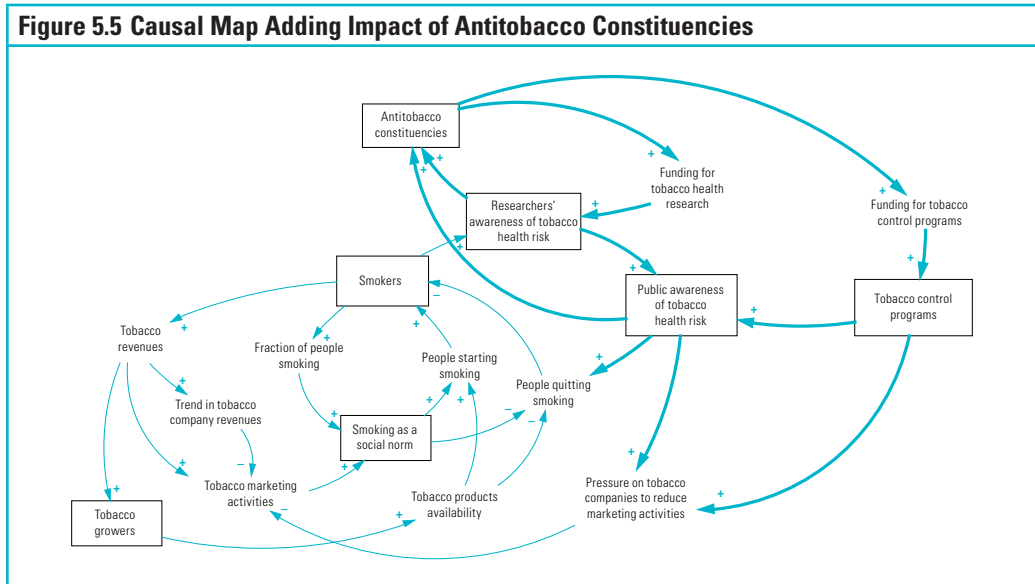 Figure 5.5 Causal Map Adding Impact of Antitobacco Constituencies
Antitobacco
constituencies
+
+
+
Funding for
tobacco health
research
+
Funding for tobacco
control programs
+
Researchers'
awareness of tobacco
health risk
+
+
+
Smokers
–
Public awareness
of tobacco
health risk
+
Tobacco control
programs
+
Tobacco
revenues
+
Fraction of people
smoking
+
People starting
smoking
+
People quitting
smoking
+
Trend in tobacco
company revenues
+
+
Smoking as a
social norm
+
+
–
–
+
–
Tobacco marketing
activities
–
+
Tobacco products
availability
+
Pressure on tobacco
companies to reduce
marketing activities
+
+
Tobacco
growers
+